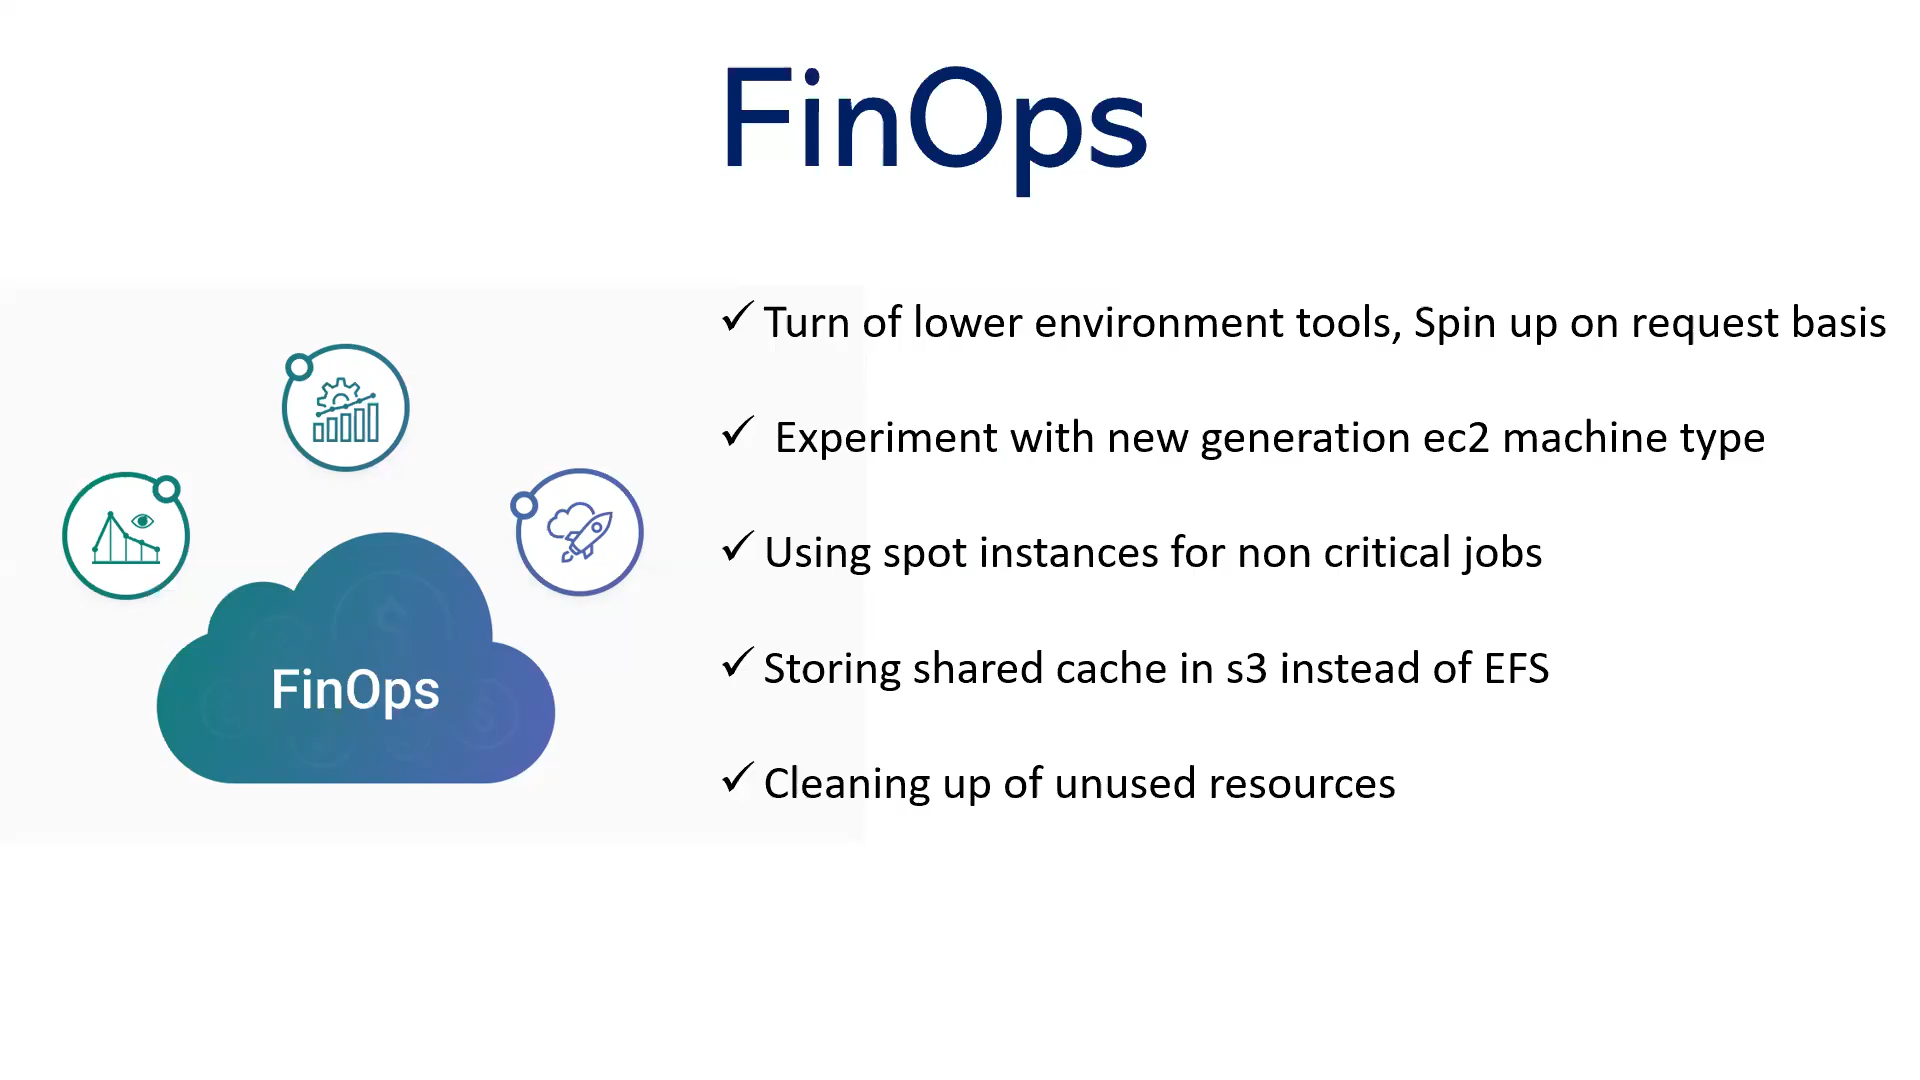 FinOps
✓ Turn of lower environment tools, Spin up on request basis
✓ Experiment with new generation ec2 machine type
✓ Using spot instances for non critical jobs
✓ Storing shared cache in s3 instead of EFS
✓ Cleaning up of unused resources
FinOps